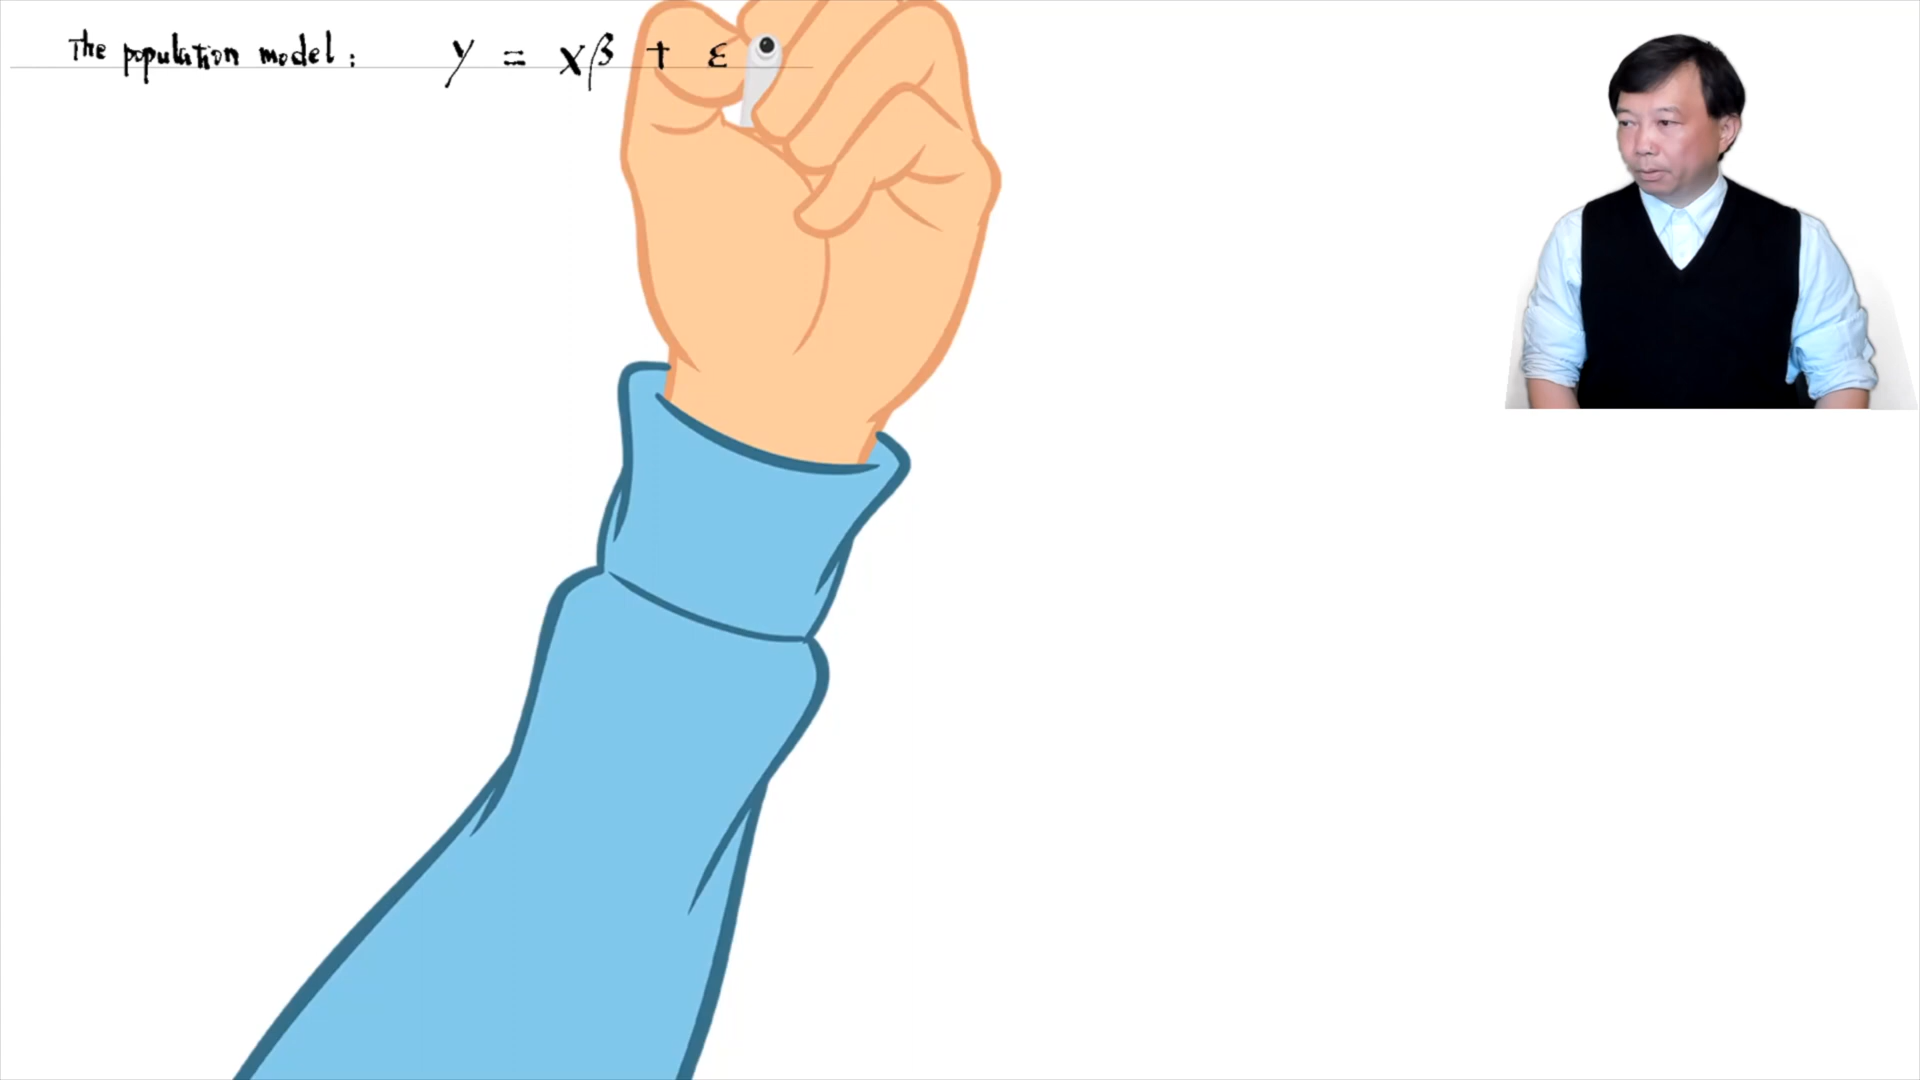 The population model: y = Xβ + ε